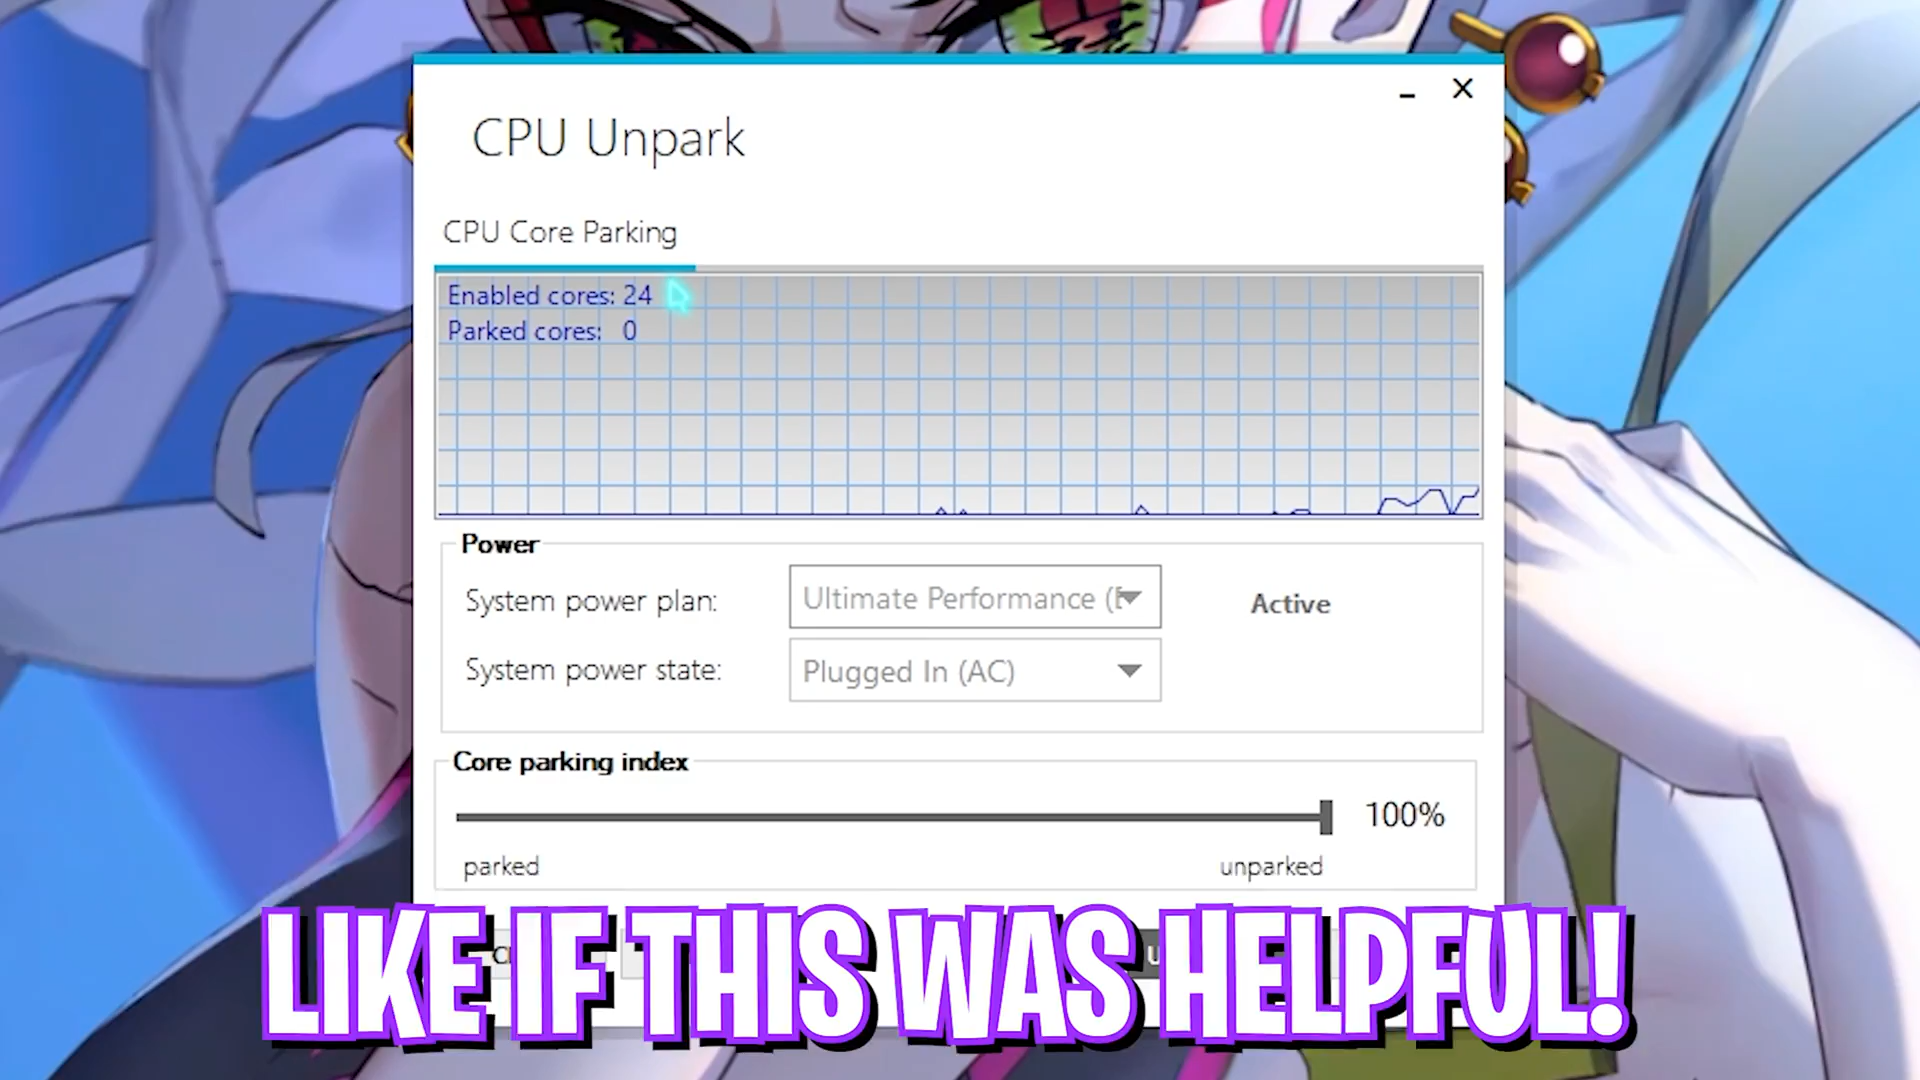 CPU Unpark
CPU Core Parking
Enabled cores: 24
Parked cores: 0
Power
System power plan: Ultimate Performance ( Active
System power state: Plugged In (AC)
Core parking index
100%
parked unparked
LIKE IF THIS WAS HELPFUL!